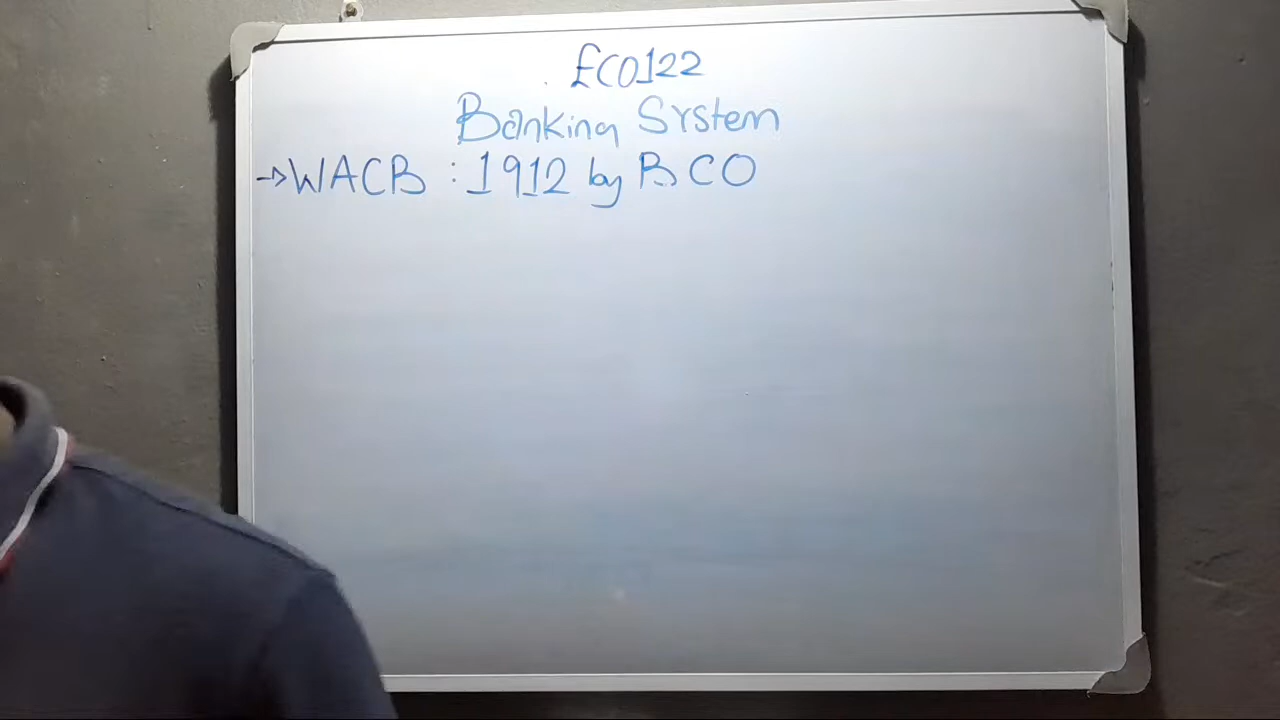 ECO122
Banking System
→WACB : 1912 by BCO